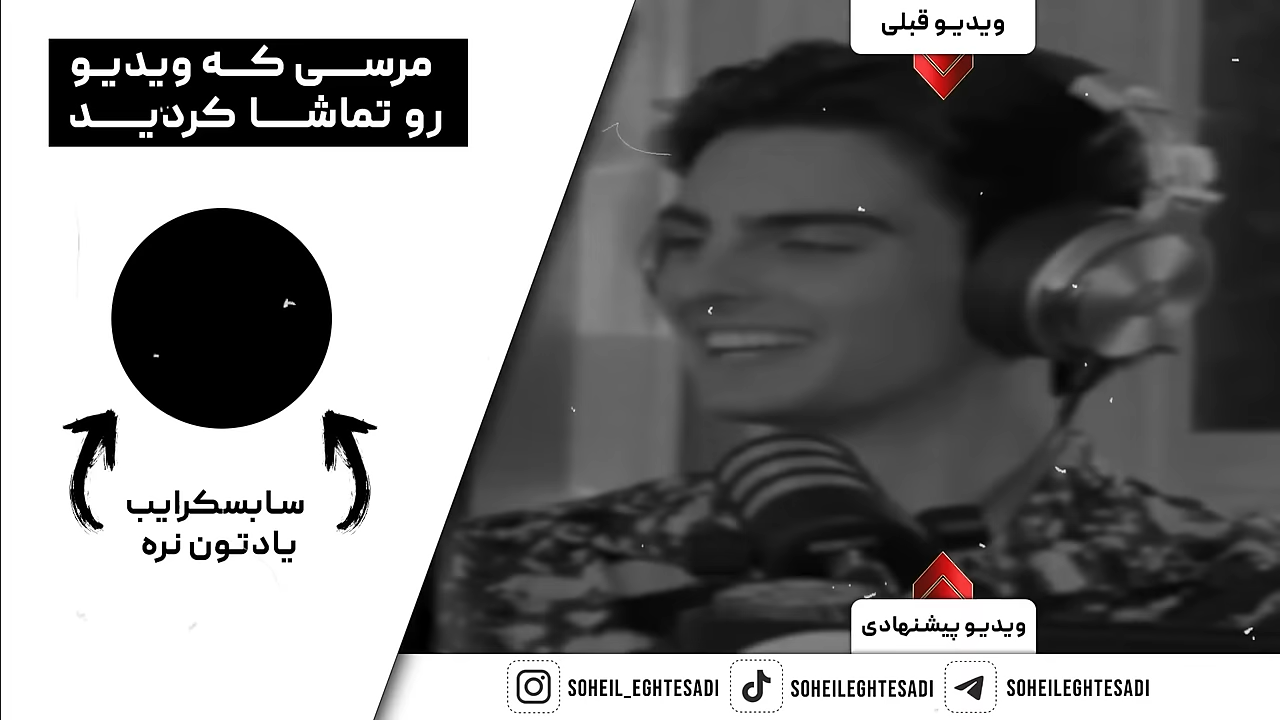 مرسی که ویدیو
رو تماشا کردید
سابسکرایب
یادتون نره
ویدیو قبلی
ویدیو پیشنهادی
SOHEIL_EGHTESADI
SOHEILEGHTESADI
SOHEILEGHTESADI